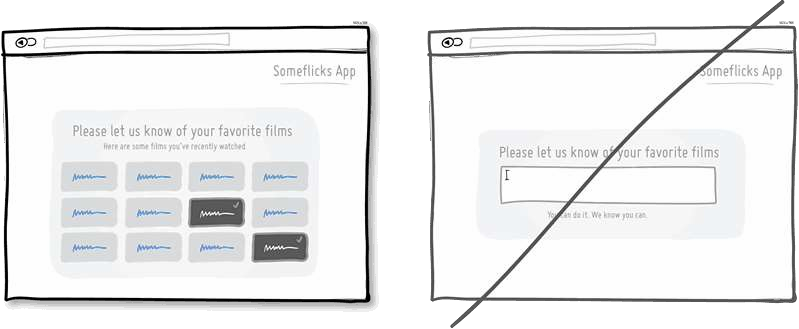 Someflicks App
Please let us know of your favorite films
Here are some films you've recently watched
Someflicks App
Please let us know of your favorite films
You can do it. We know you can.